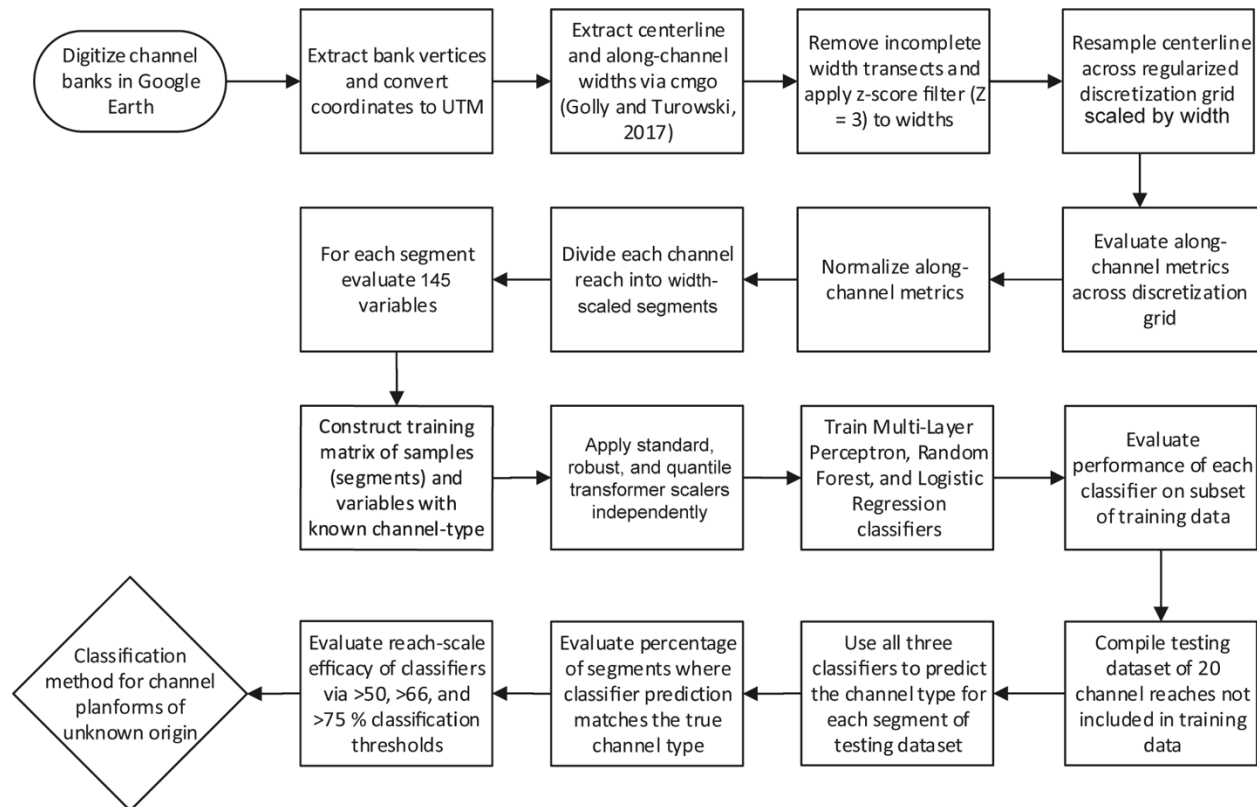 Digitize channel
banks in Google
Earth
Extract bank vertices
and convert
coordinates to UTM
Extract centerline
and along-channel
widths via cmgo
(Golly and Turowski,
2017)
Remove incomplete
width transects and
apply z-score filter (Z
= 3) to widths
Resample centerline
across regularized
discretization grid
scaled by width
Evaluate along-
channel metrics
across discretization
grid
Normalize along-
channel metrics
Divide each channel
reach into width-
scaled segments
For each segment
evaluate 145
variables
Construct training
matrix of samples
(segments) and
variables with
known channel-type
Apply standard,
robust, and quantile
transformer scalers
independently
Train Multi-Layer
Perceptron, Random
Forest, and Logistic
Regression
classifiers
Evaluate
performance of each
classifier on subset
of training data
Compile testing
dataset of 20
channel reaches not
included in training
data
Use all three
classifiers to predict
the channel type for
each segment of
testing dataset
Evaluate percentage
of segments where
classifier prediction
matches the true
channel type
Evaluate reach-scale
efficacy of classifiers
via >50, >66, and
>75 % classification
thresholds
Classification
method for channel
planforms of
unknown origin